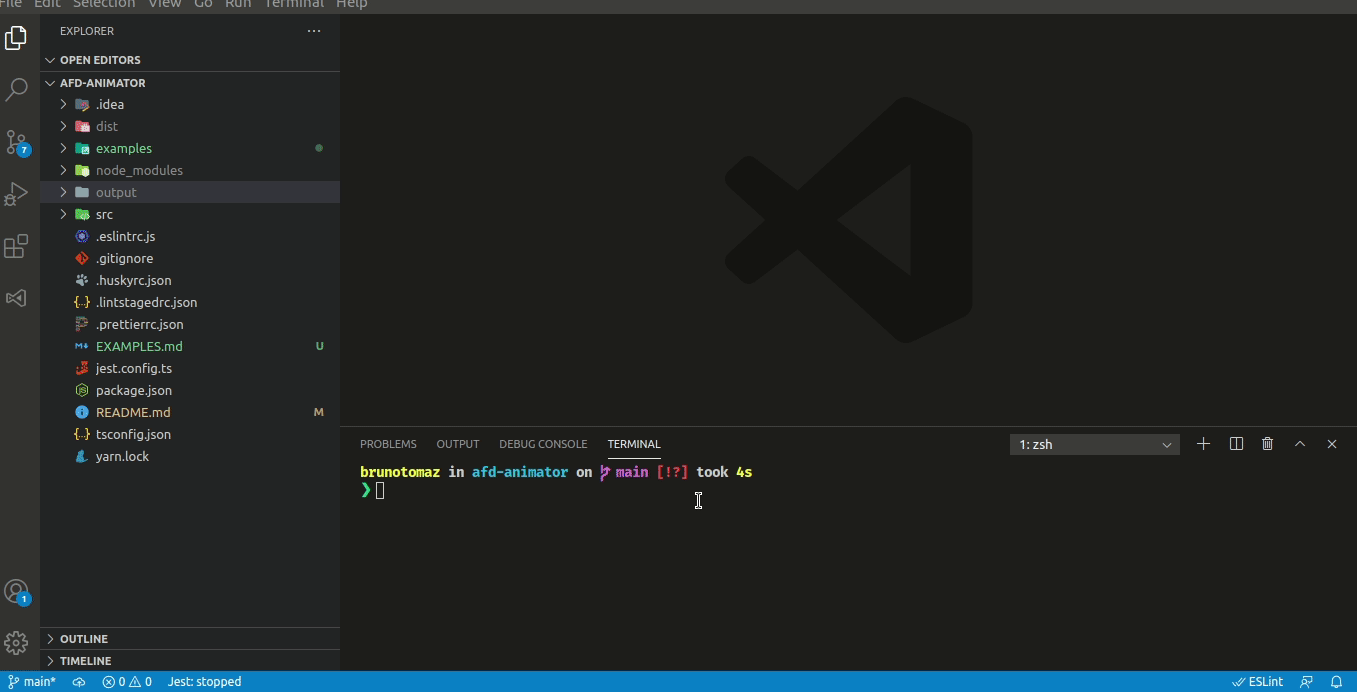 File Edit Selection View Go Run Terminal Help
EXPLORER
OPEN EDITORS
AFD-ANIMATOR
.idea
dist
examples
node_modules
output
src
.eslintrc.js
.gitignore
.huskyrc.json
.lintstagedrc.json
.prettierrc.json
EXAMPLES.md U
jest.config.ts
package.json
README.md M
tsconfig.json
yarn.lock
OUTLINE
TIMELINE
7
1
PROBLEMS OUTPUT DEBUG CONSOLE TERMINAL 1: zsh
brunotomaz in afd-animator on main [!?] took 4s
❯
main* 0 0 Jest: stopped ESLint